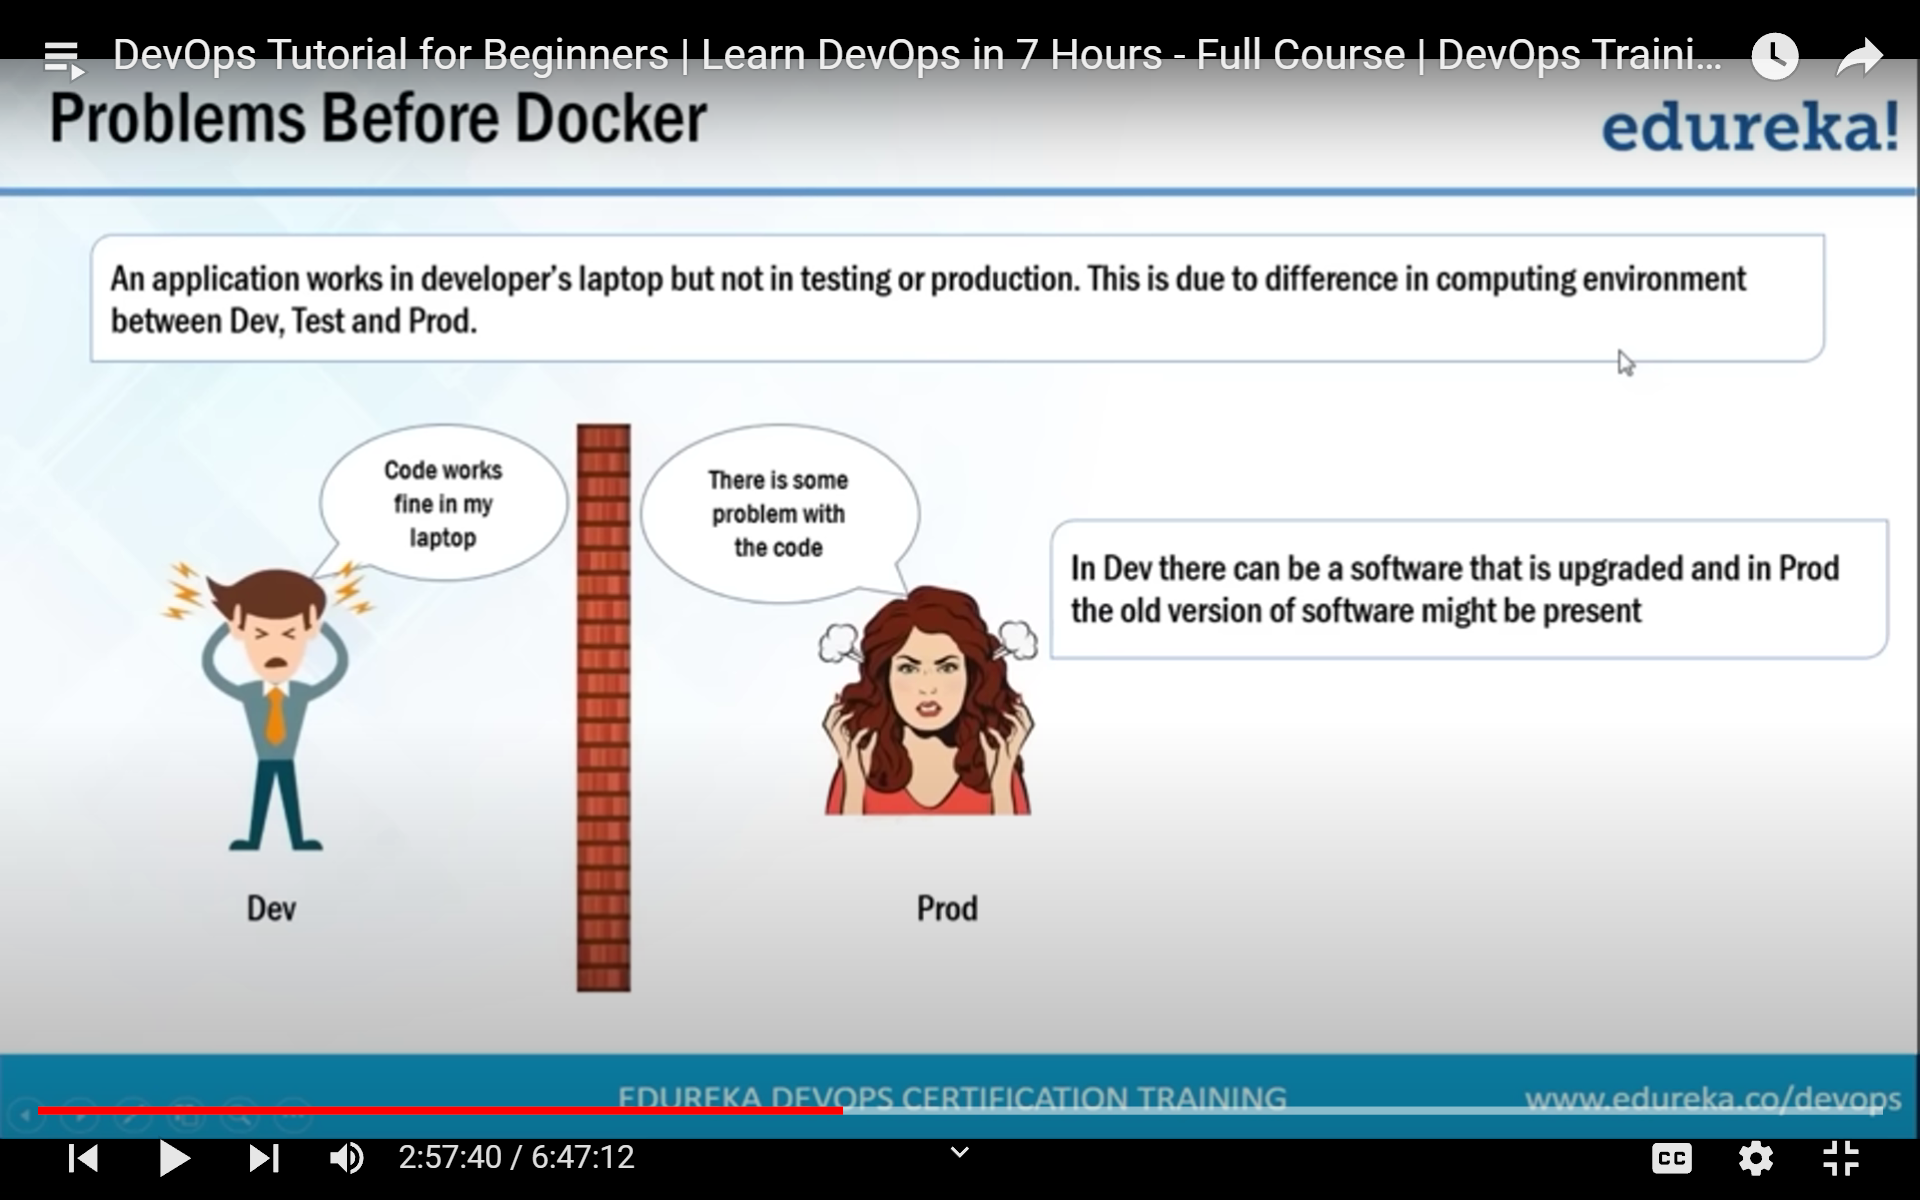 DevOps Tutorial for Beginners | Learn DevOps in 7 Hours - Full Course | DevOps Traini...
Problems Before Docker
edureka!
An application works in developer's laptop but not in testing or production. This is due to difference in computing environment
between Dev, Test and Prod.
Code works
fine in my
laptop
There is some
problem with
the code
In Dev there can be a software that is upgraded and in Prod
the old version of software might be present
Dev
Prod
EDUREKA DEVOPS CERTIFICATION TRAINING
www.edureka.co/devops
2:57:40 / 6:47:12
CC